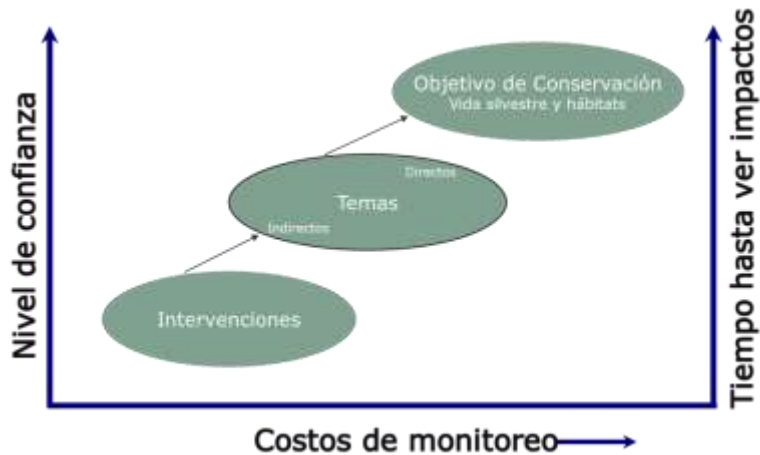 Nivel de confianza
Objetivo de Conservación
Vida silvestre y hábitats
Directos
Temas
Indirectos
Intervenciones
Costos de monitoreo
Tiempo hasta ver impactos